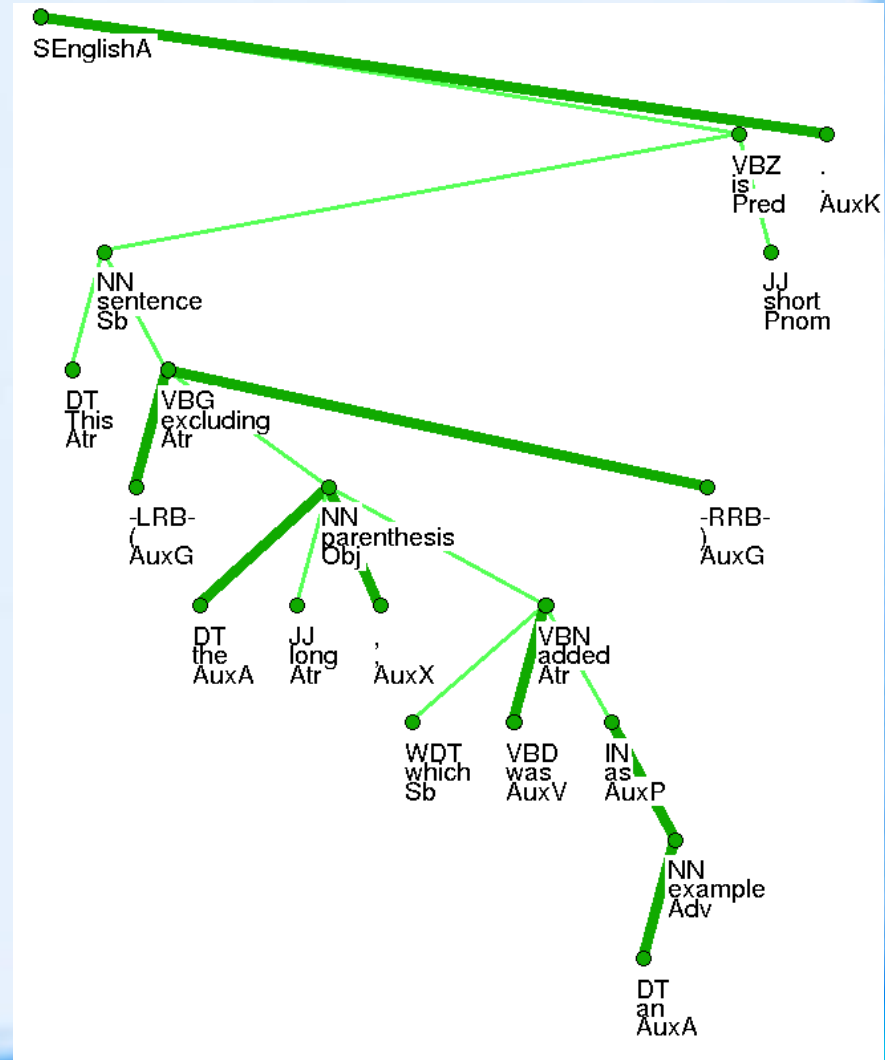 SEnglishA
VBZ
is
Pred
.
.
AuxK
NN
sentence
Sb
JJ
short
Pnom
DT
This
Atr
VBG
excluding
Atr
-LRB-
(
AuxG
NN
parenthesis
Obj
-RRB-
)
AuxG
DT
the
AuxA
JJ
long
Atr
,
,
AuxX
VBN
added
Atr
WDT
which
Sb
VBD
was
AuxV
IN
as
AuxP
NN
example
Adv
DT
an
AuxA